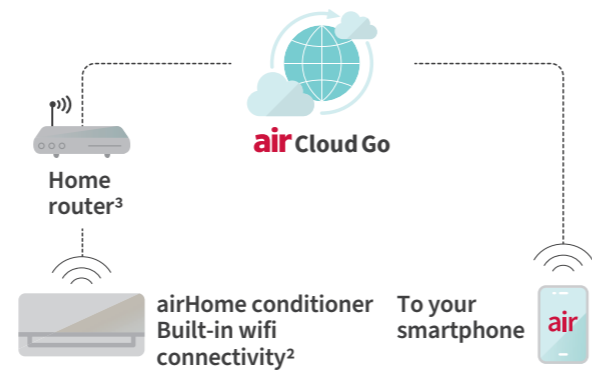 air Cloud Go
Home
router³
airHome conditioner
Built-in wifi
connectivity²
To your
smartphone
air